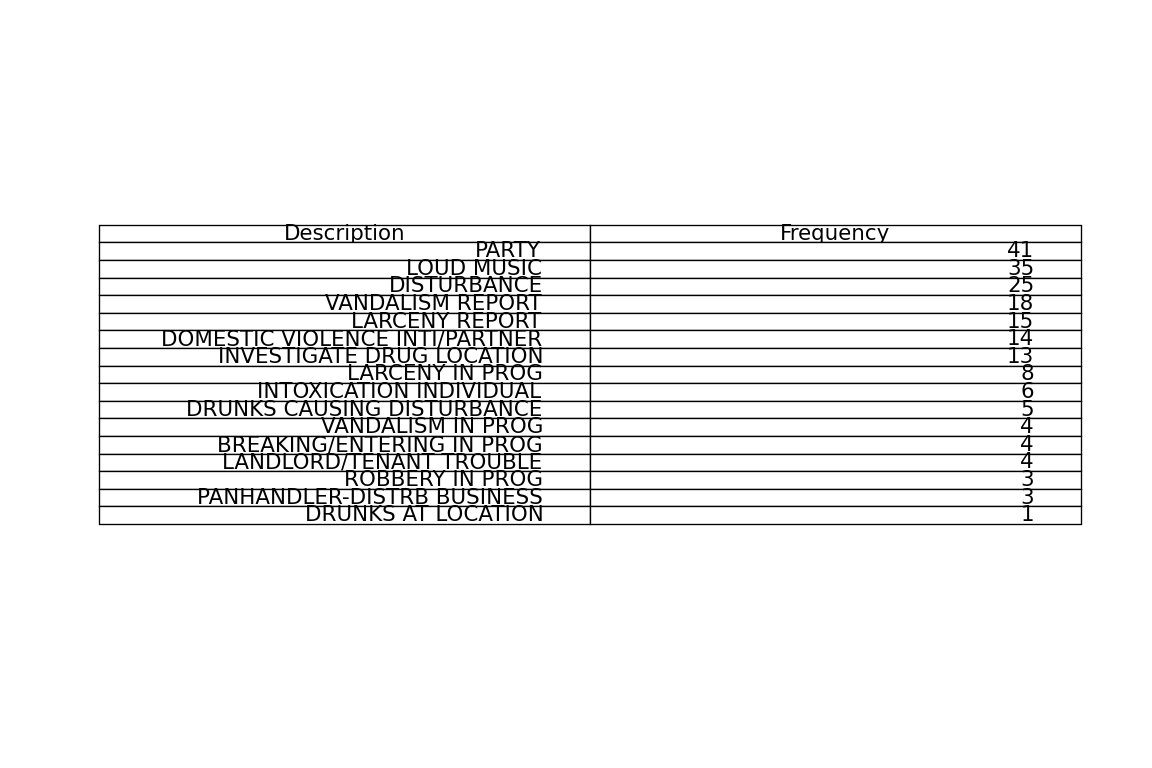 Description Frequency
PARTY 41
LOUD MUSIC 35
DISTURBANCE 25
VANDALISM REPORT 18
LARCENY REPORT 15
DOMESTIC VIOLENCE INTI/PARTNER 14
INVESTIGATE DRUG LOCATION 13
LARCENY IN PROG 8
INTOXICATION INDIVIDUAL 6
DRUNKS CAUSING DISTURBANCE 5
VANDALISM IN PROG 4
BREAKING/ENTERING IN PROG 4
LANDLORD/TENANT TROUBLE 4
ROBBERY IN PROG 3
PANHANDLER-DISTRB BUSINESS 3
DRUNKS AT LOCATION 1